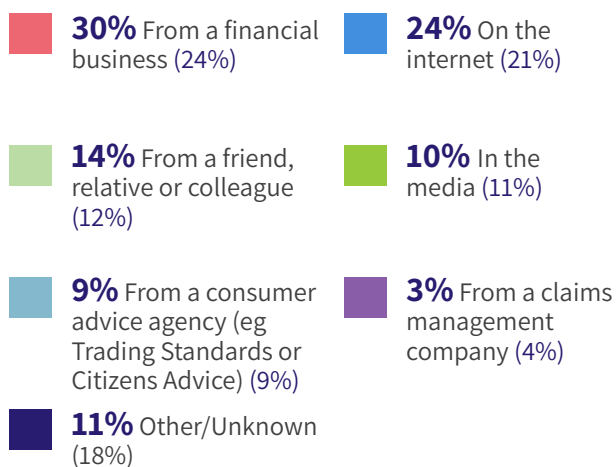 30% From a financial
business (24%)
24% On the
internet (21%)
14% From a friend,
relative or colleague
(12%)
10% In the
media (11%)
9% From a consumer
advice agency (eg
Trading Standards or
Citizens Advice) (9%)
3% From a claims
management
company (4%)
11% Other/Unknown
(18%)